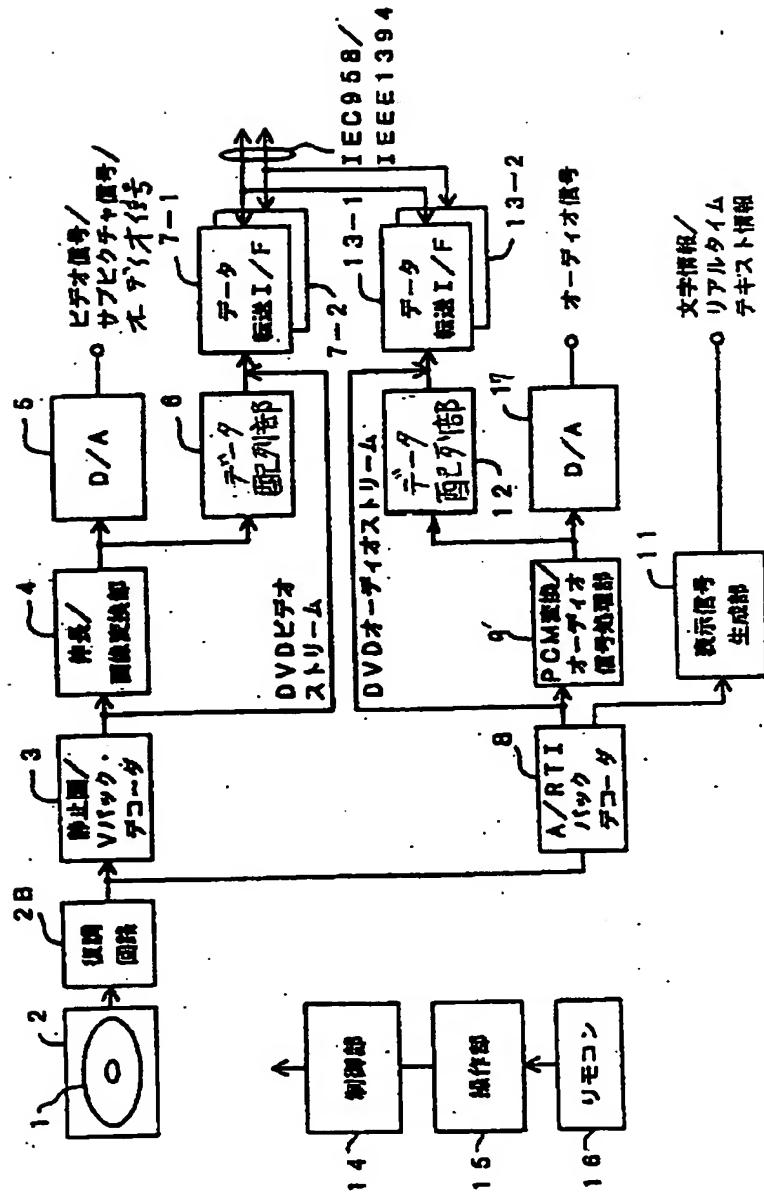 1
2
2B
復調
回路
3
静止画/
Vパック・
デコーダ
4
伸長/
画像変換部
5
D/A
ビデオ信号/
サブピクチャ信号/
オーディオ信号
6
データ
配列部
7-1
データ
転送I/F
7-2
IEC958/
IEEE1394
DVDビデオ
ストリーム
DVDオーディオストリーム
8
A/RTI
パック
デコーダ
9'
PCM変換/
オーディオ
信号処理部
データ
配列部
12
13-1
データ
転送I/F
13-2
17
D/A
オーディオ信号
11
表示信号
生成部
文字情報/
リアルタイム
テキスト情報
制御部
14
操作部
15
リモコン
16